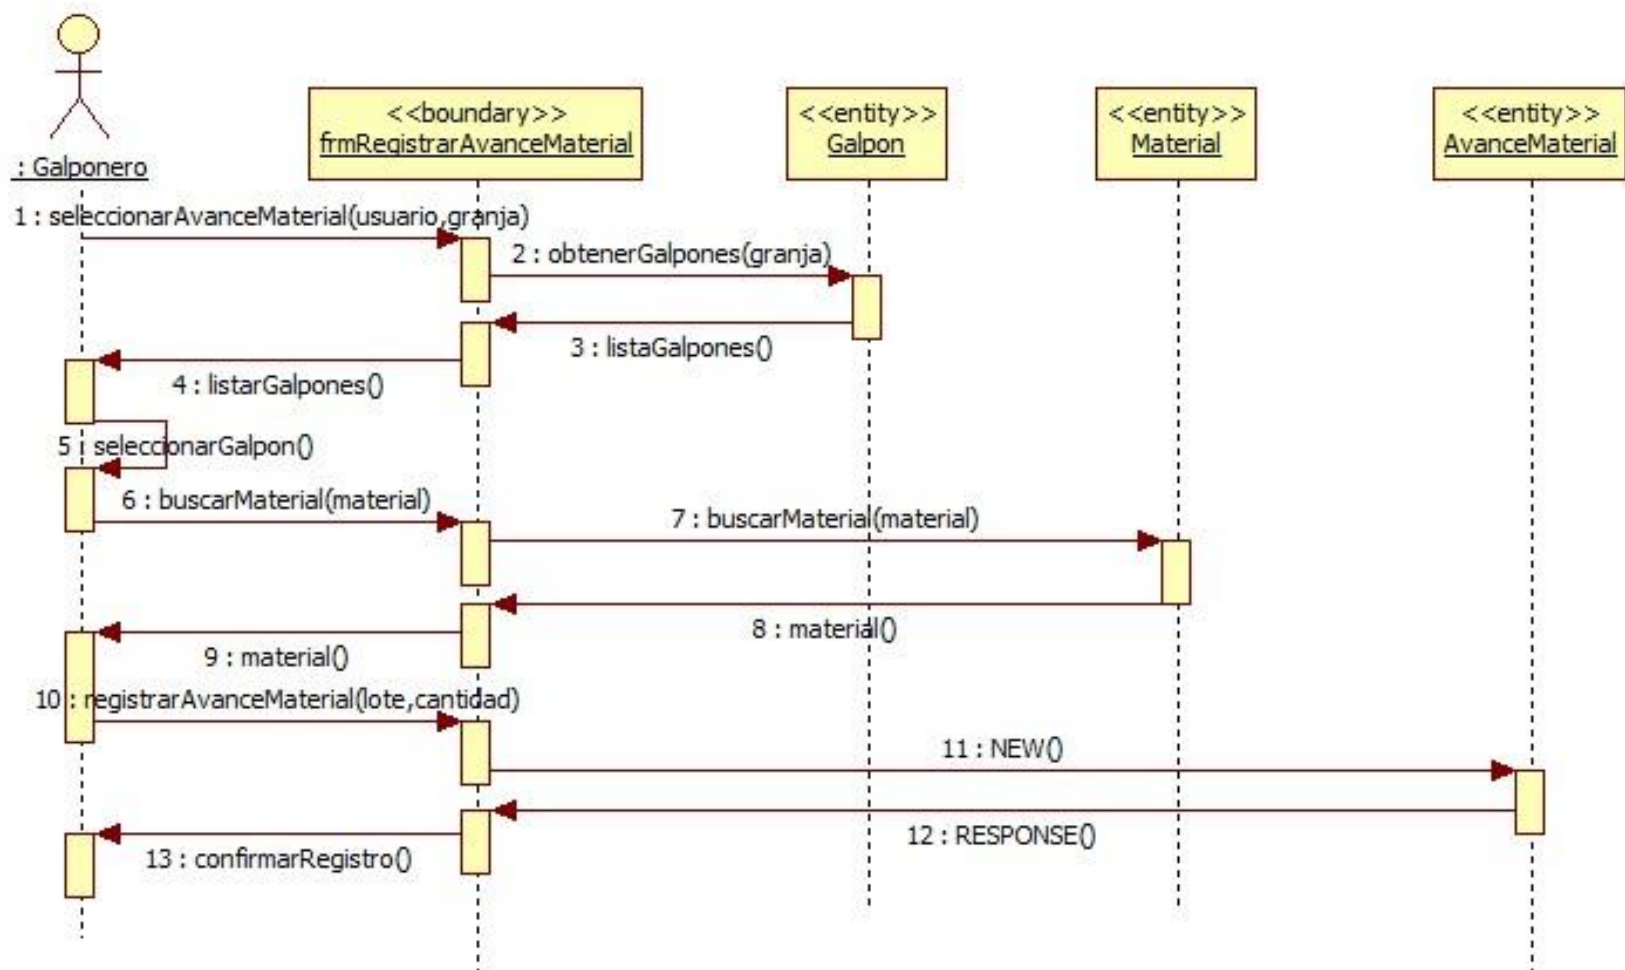 : Galponero
<<boundary>>
frmRegistrarAvanceMaterial
<<entity>>
Galpon
<<entity>>
Material
<<entity>>
AvanceMaterial
1 : seleccionarAvanceMaterial(usuario,granja)
2 : obtenerGalpones(granja)
3 : listaGalpones()
4 : listarGalpones()
5 : seleccionarGalpon()
6 : buscarMaterial(material)
7 : buscarMaterial(material)
8 : material()
9 : material()
10 : registrarAvanceMaterial(lote,cantidad)
11 : NEW()
12 : RESPONSE()
13 : confirmarRegistro()